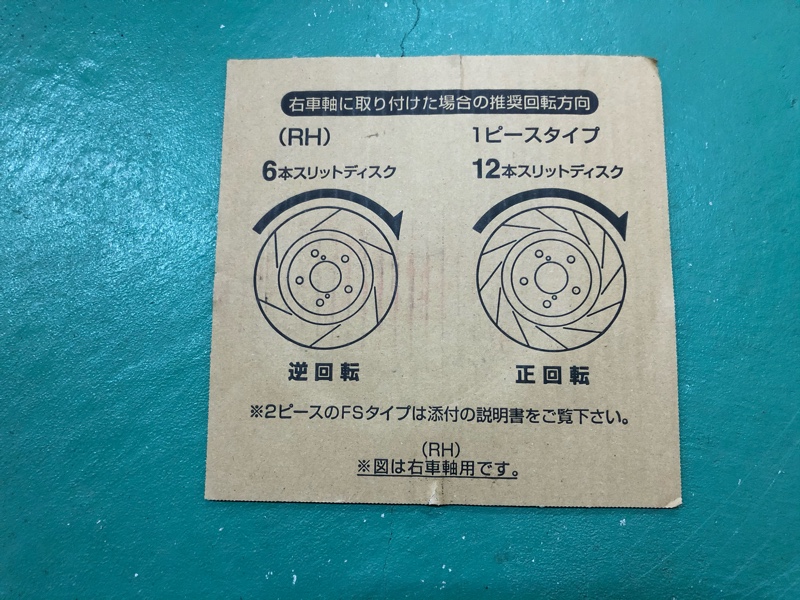 右車軸に取り付けた場合の推奨回転方向
(RH) 1ピースタイプ
6本スリットディスク 12本スリットディスク
逆回転 正回転
※2ピースのFSタイプは添付の説明書をご覧下さい。
(RH)
※図は右車軸用です。